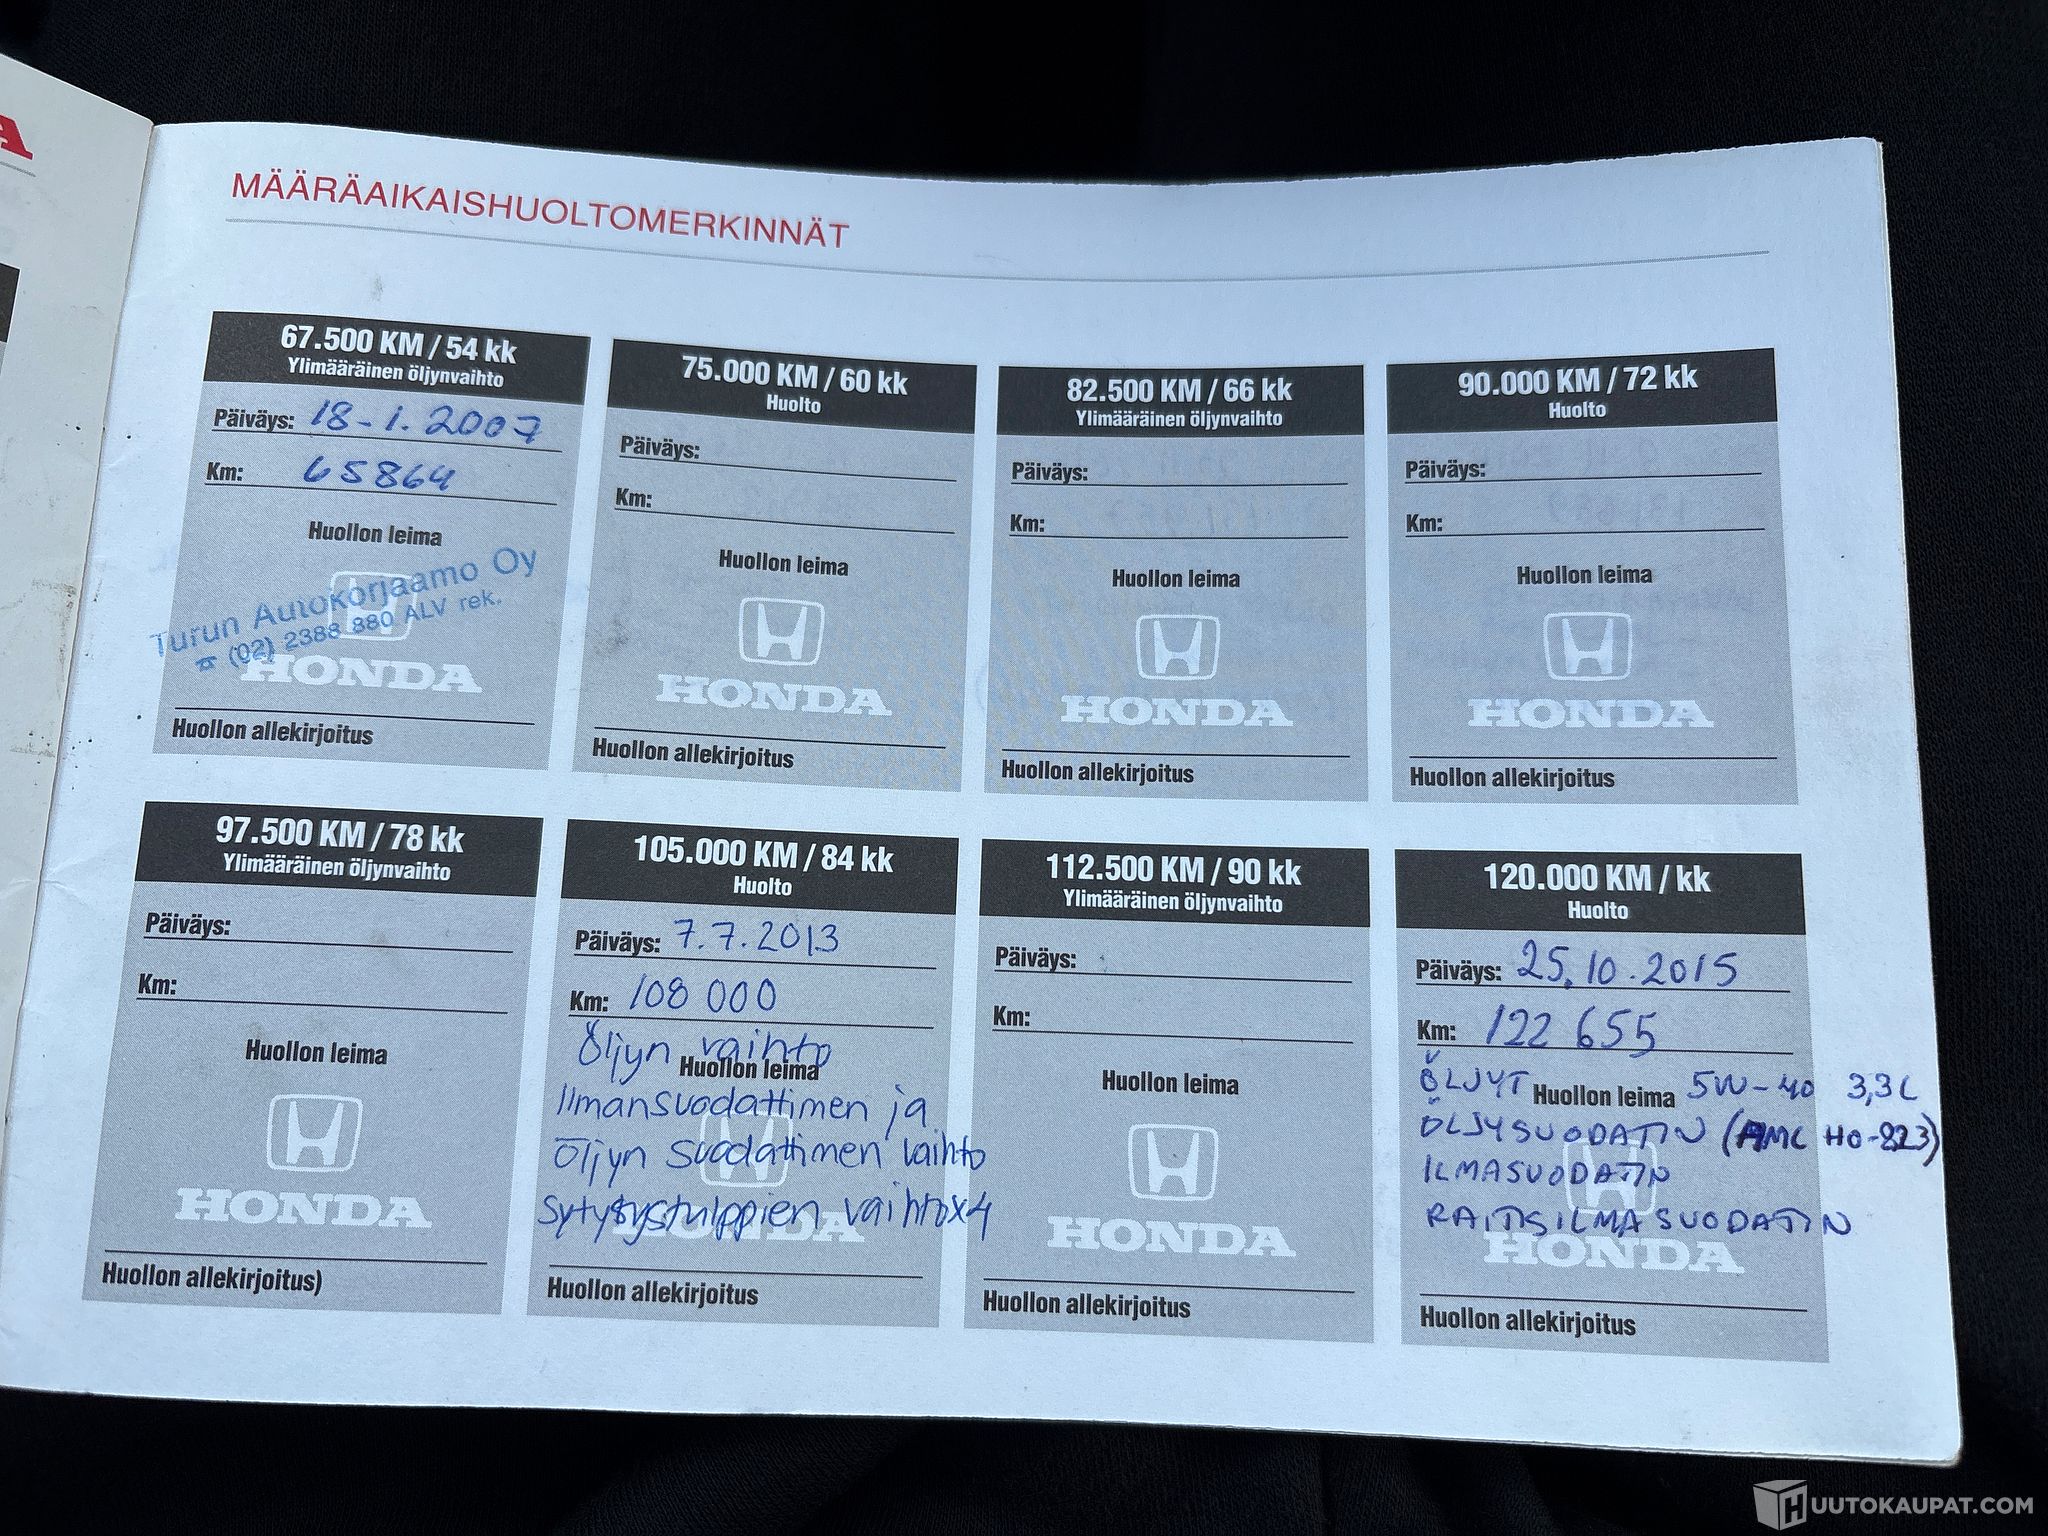 A
MÄÄRÄAIKAISHUOLTOMERKINNÄT
67.500 KM / 54 kk
Ylimääräinen öljynvaihto
Päiväys: 18-1.2007
Km: 65864
Huollon leima
Turun Autokorjaamo Oy
☎ (02) 2388 880 ALV rek.
HONDA
Huollon allekirjoitus
75.000 KM / 60 kk
Huolto
Päiväys:
Km:
Huollon leima
HONDA
Huollon allekirjoitus
82.500 KM / 66 kk
Ylimääräinen öljynvaihto
Päiväys:
Km:
Huollon leima
HONDA
Huollon allekirjoitus
90.000 KM / 72 kk
Huolto
Päiväys:
Km:
Huollon leima
HONDA
Huollon allekirjoitus
97.500 KM / 78 kk
Ylimääräinen öljynvaihto
Päiväys:
Km:
Huollon leima
HONDA
Huollon allekirjoitus)
105.000 KM / 84 kk
Huolto
Päiväys: 7.7.2013
Km: 108 000
Öljyn vaihto
Huollon leima
Ilmansuodattimen ja
Öljyn suodattimen vaihto
Sytytystulppien vaihto x4
HONDA
Huollon allekirjoitus
112.500 KM / 90 kk
Ylimääräinen öljynvaihto
Päiväys:
Km:
Huollon leima
HONDA
Huollon allekirjoitus
120.000 KM / kk
Huolto
Päiväys: 25.10.2015
Km: 122 655
ÖLJYT Huollon leima 5W-40 3,3L
ÖLJYSUODATIN (AMC HO-823)
ILMASUODATIN
RAITISILMASUODATIN
HONDA
Huollon allekirjoitus
HUUTOKAUPAT.COM